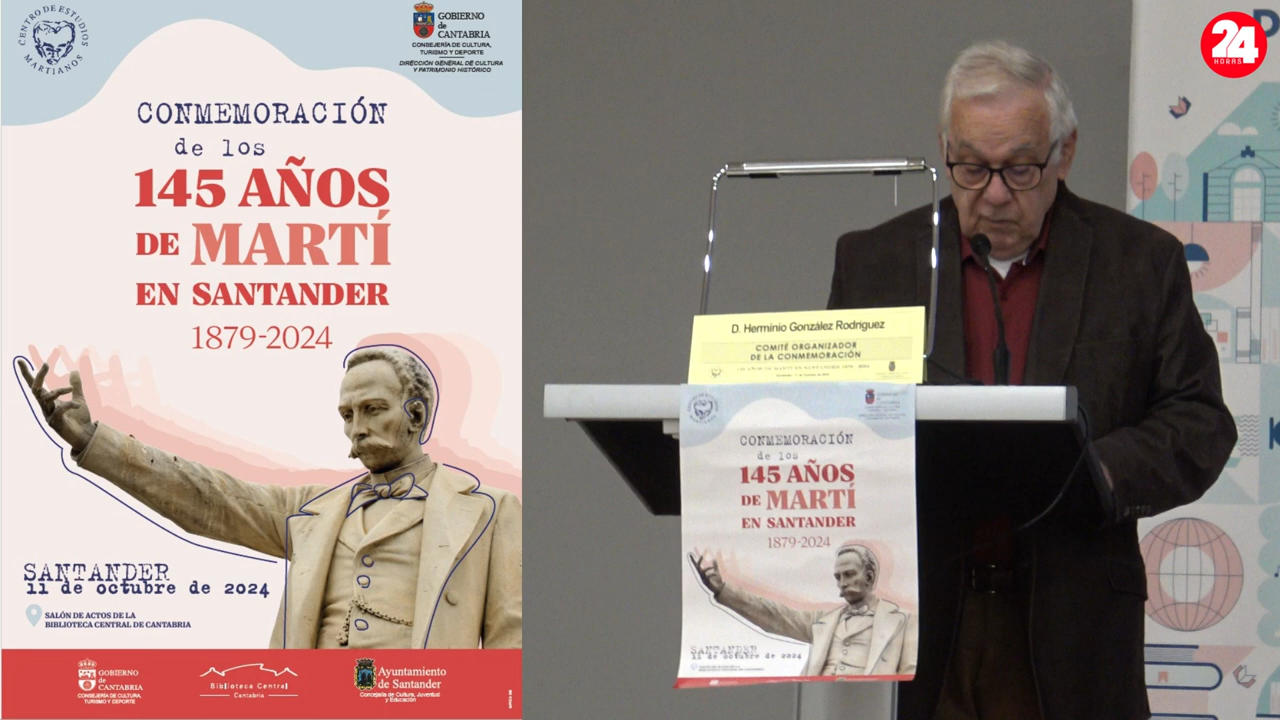 CENTRO DE ESTUDIOS
MARTIANOS
GOBIERNO
de
CANTABRIA
CONSEJERÍA DE CULTURA,
TURISMO Y DEPORTE
DIRECCIÓN GENERAL DE CULTURA
Y PATRIMONIO HISTÓRICO
CONMEMORACIÓN
de los
145 AÑOS
DE MARTÍ
EN SANTANDER
1879-2024
SANTANDER
11 de octubre de 2024
SALÓN DE ACTOS DE LA
BIBLIOTECA CENTRAL DE CANTABRIA
GOBIERNO
de
CANTABRIA
CONSEJERÍA DE CULTURA,
TURISMO Y DEPORTE
Biblioteca Central
Cantabria
Ayuntamiento
de Santander
Concejalía de Cultura, Juventud
y Educación
24
HORAS
D. Herminio González Rodríguez
COMITÉ ORGANIZADOR
DE LA CONMEMORACIÓN
CONMEMORACIÓN
de los
145 AÑOS
DE MARTÍ
EN SANTANDER
1879-2024
SANTANDER
11 de octubre de 2024